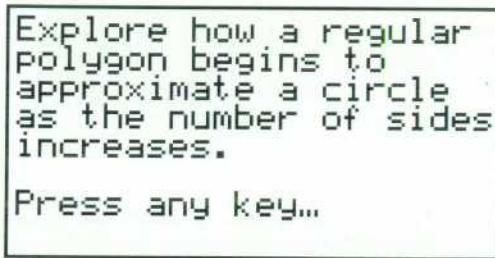 Explore how a regular
polygon begins to
approximate a circle
as the number of sides
increases.
Press any key…